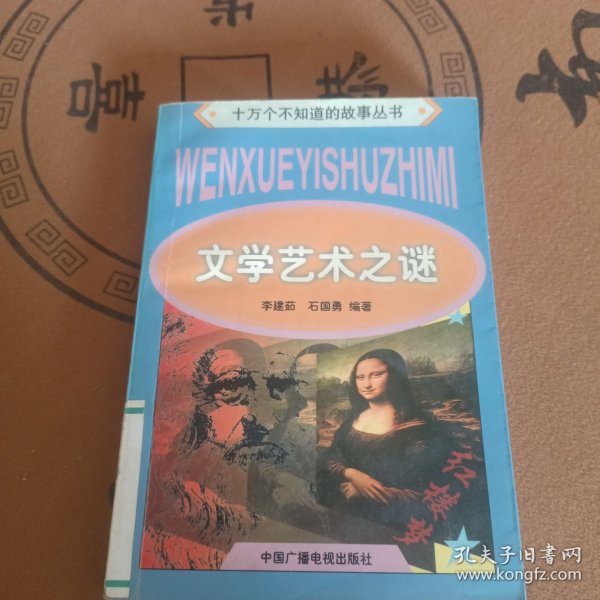 喜
十万个不知道的故事丛书
WENXUEYISHUZHIMI
文学艺术之谜
李建茹 石国勇 编著
红楼梦
中国广播电视出版社
孔夫子旧书网
www.kongfz.com